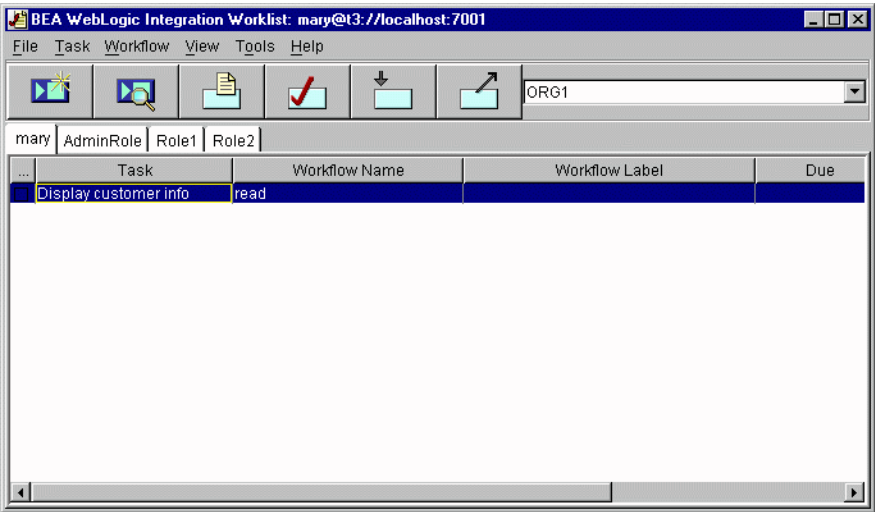 BEA WebLogic Integration Worklist: mary@t3://localhost:7001
File Task Workflow View Tools Help
ORG1
mary AdminRole Role1 Role2
... Task Workflow Name Workflow Label Due
Display customer info read